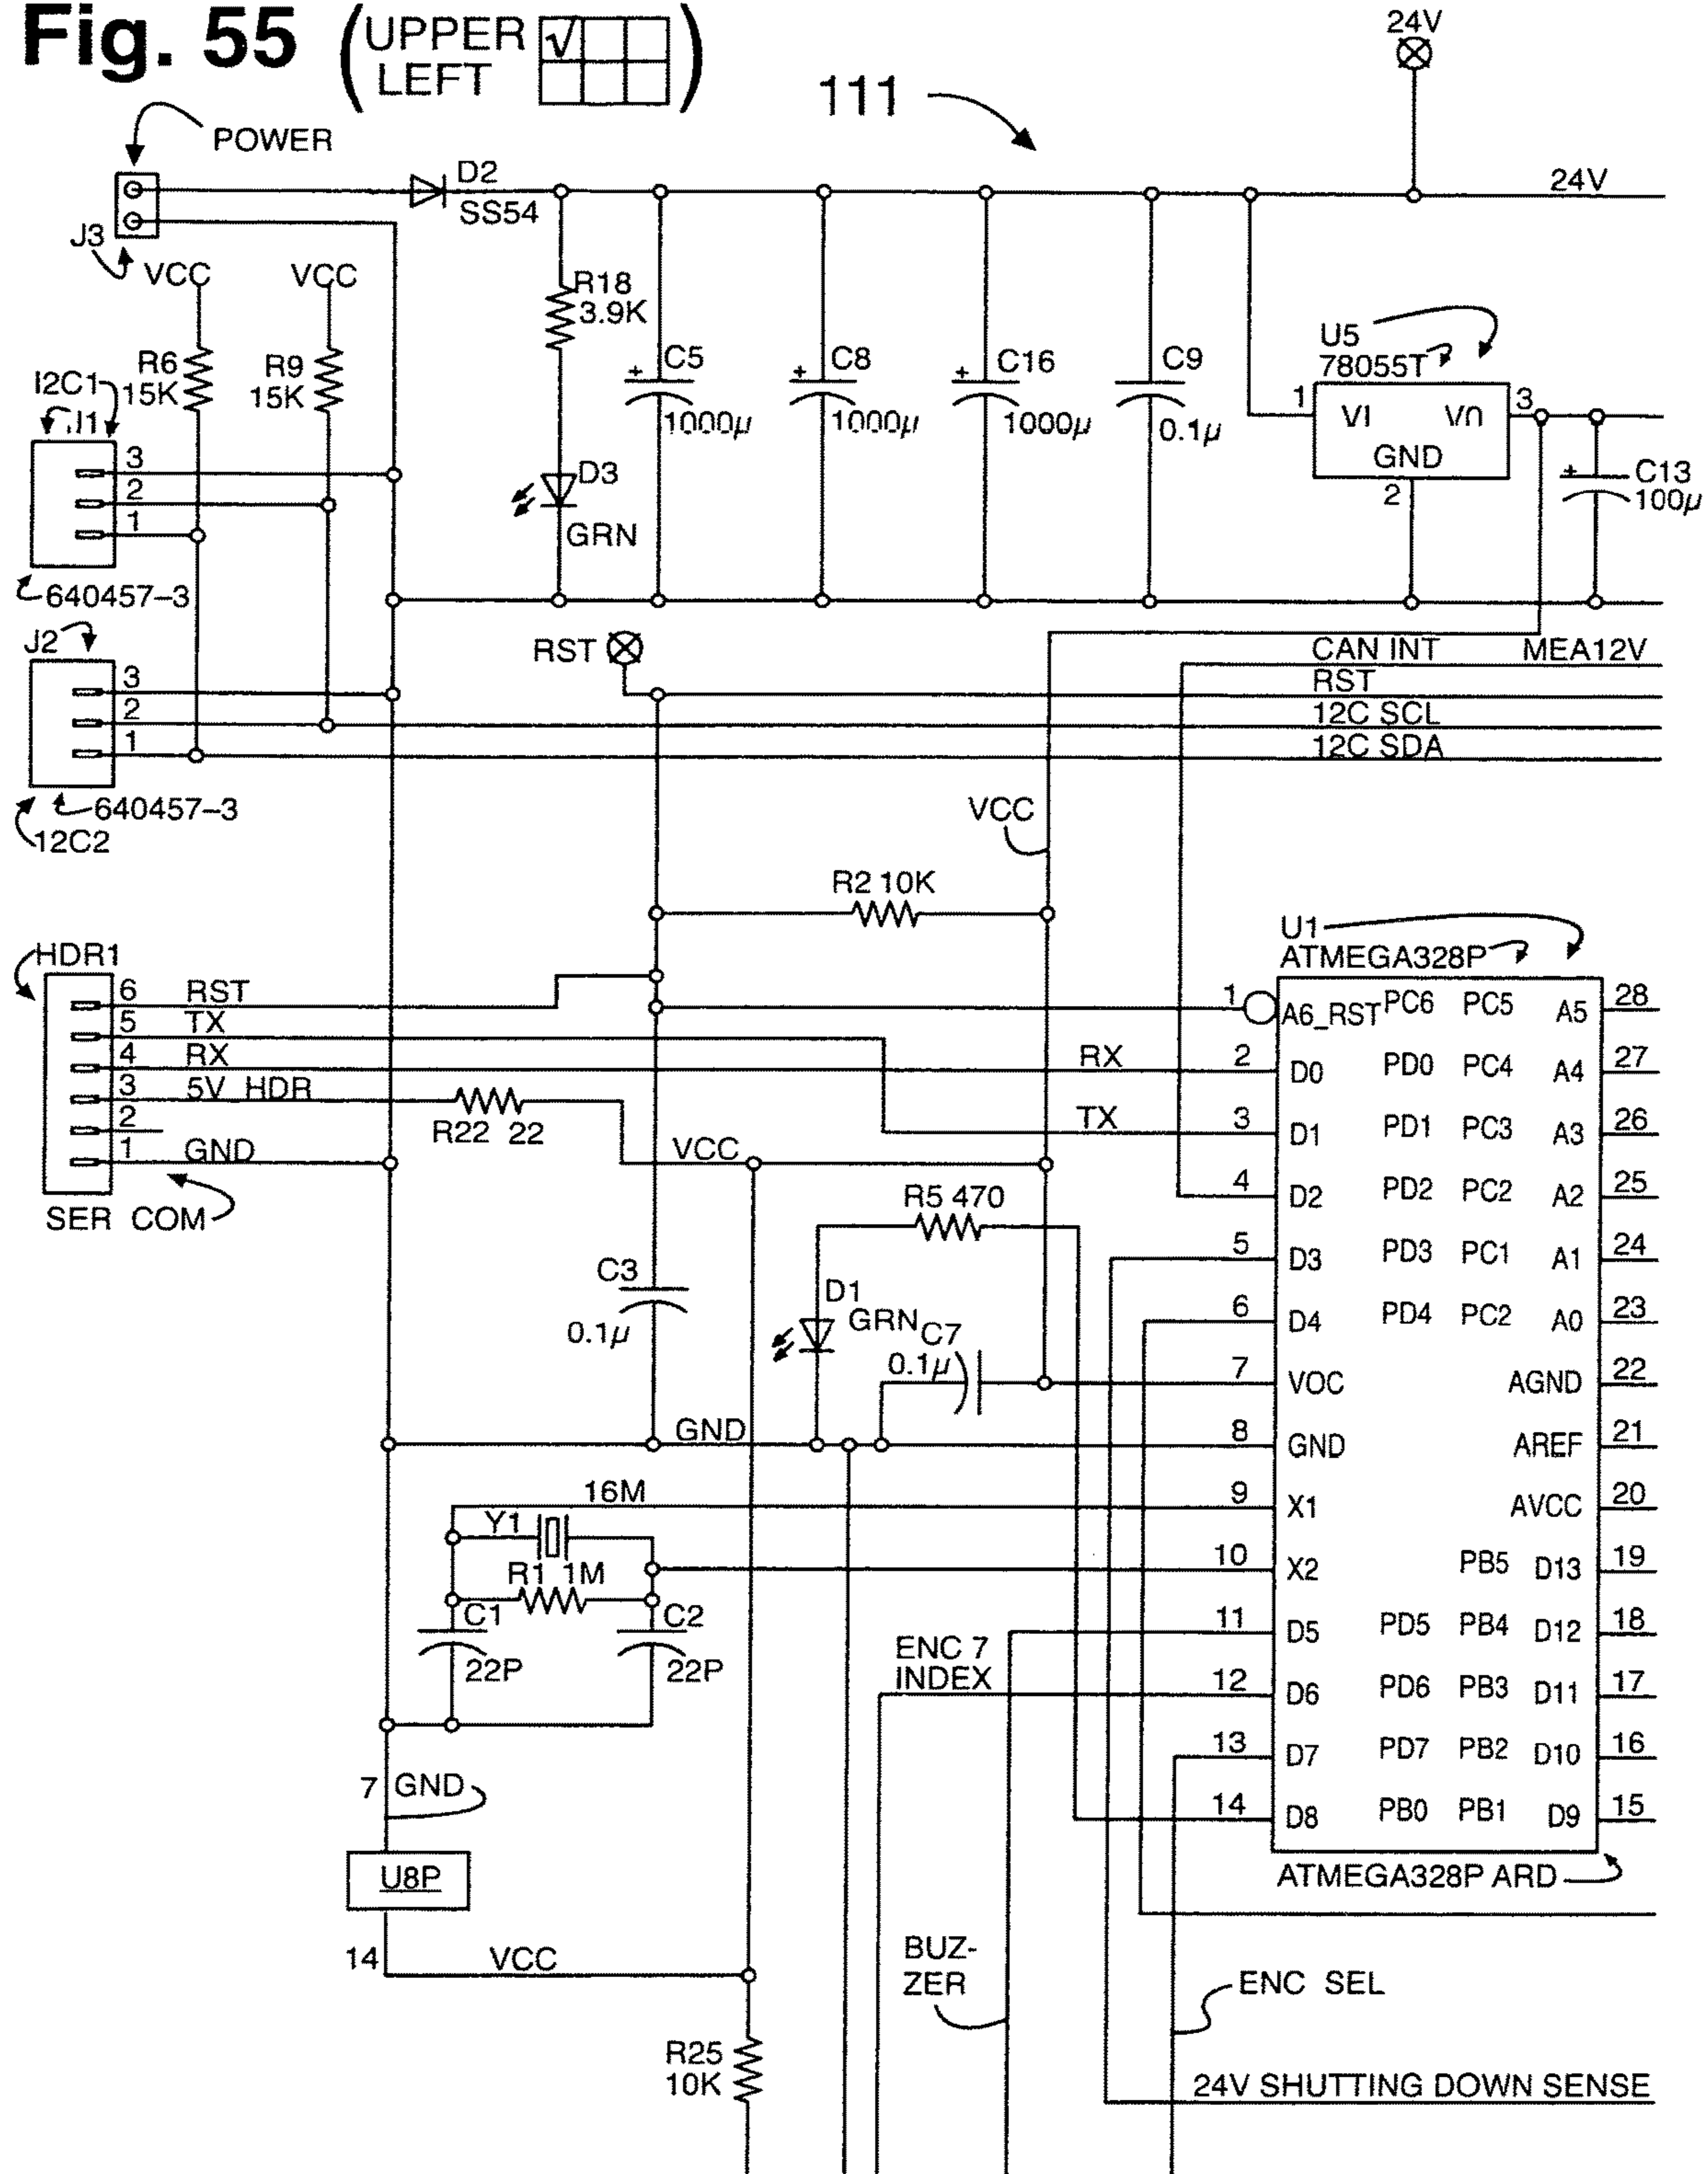 Fig. 55 (UPPER LEFT √)
111
24V
POWER
D2
SS54
24V
J3
VCC
VCC
R18
3.9K
U5
78055T
R6
15K
R9
15K
C5
1000µ
C8
1000µ
C16
1000µ
C9
0.1µ
1
VI
VO
3
GND
2
C13
100µ
I2C1
J1
3
2
1
D3
GRN
640457-3
J2
RST
CAN INT
MEA12V
3
RST
2
12C SCL
1
12C SDA
640457-3
12C2
VCC
R2 10K
U1
ATMEGA328P
HDR1
6 RST
5 TX
4 RX
3 5V HDR
2
1 GND
R22 22
SER COM
VCC
RX
TX
1 A6_RST PC6 PC5 A5 28
2 D0 PD0 PC4 A4 27
3 D1 PD1 PC3 A3 26
4 D2 PD2 PC2 A2 25
5 D3 PD3 PC1 A1 24
6 D4 PD4 PC2 A0 23
7 VOC AGND 22
8 GND AREF 21
9 X1 AVCC 20
10 X2 PB5 D13 19
11 D5 PD5 PB4 D12 18
12 D6 PD6 PB3 D11 17
13 D7 PD7 PB2 D10 16
14 D8 PB0 PB1 D9 15
ATMEGA328P ARD
R5 470
C3
0.1µ
D1
GRN
C7
0.1µ
GND
16M
Y1
R1 1M
C1
22P
C2
22P
ENC 7
INDEX
7 GND
U8P
14
VCC
BUZ-
ZER
ENC SEL
R25
10K
24V SHUTTING DOWN SENSE